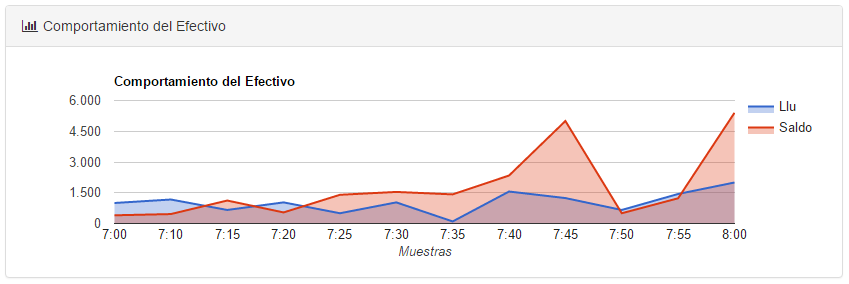 Comportamiento del Efectivo
Comportamiento del Efectivo
6.000
4.500
3.000
1.500
0
Llu
Saldo
7:00 7:10 7:15 7:20 7:25 7:30 7:35 7:40 7:45 7:50 7:55 8:00
Muestras